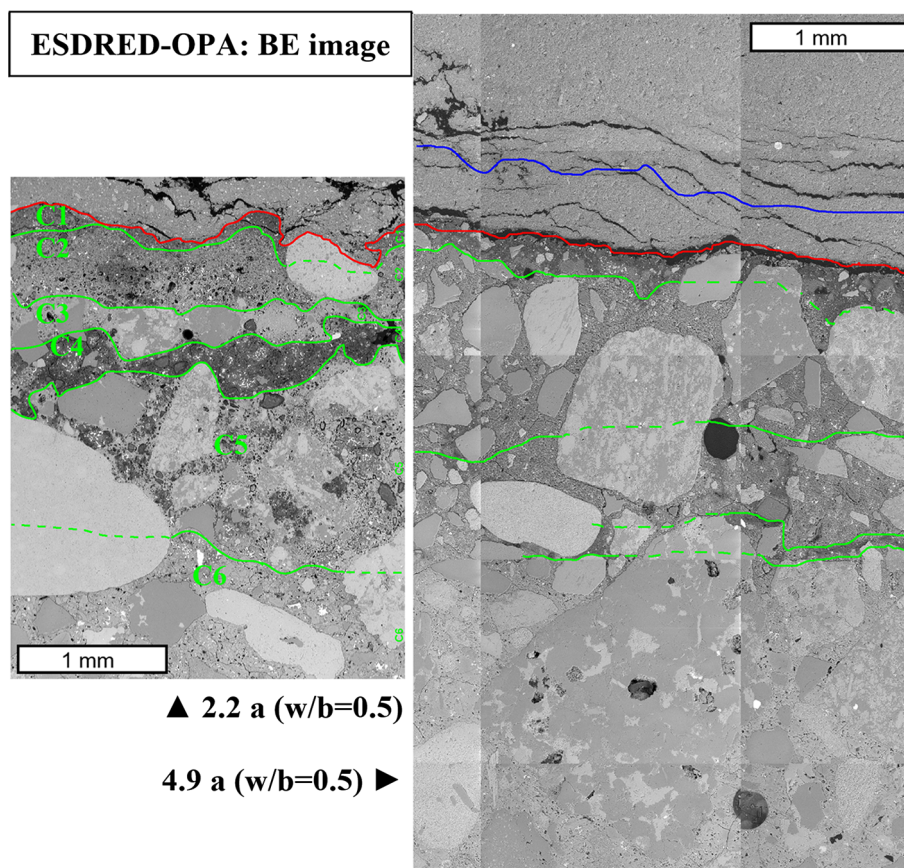 ESDRED-OPA: BE image
1 mm
C1
C2
C3
C4
C5
C6
1 mm
▲ 2.2 a (w/b=0.5)
4.9 a (w/b=0.5) ►